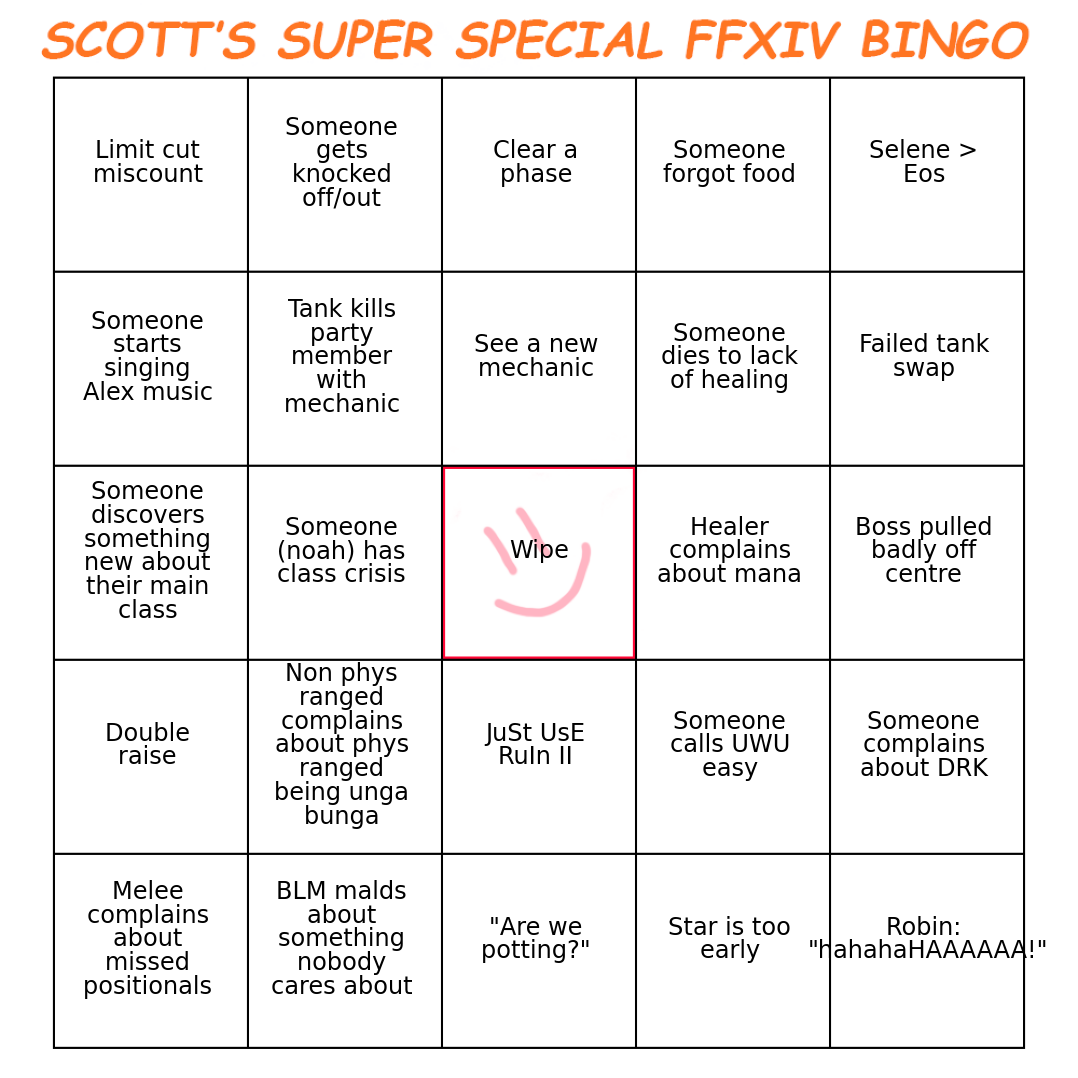 SCOTT'S SUPER SPECIAL FFXIV BINGO
Limit cut
miscount
Someone
gets
knocked
off/out
Clear a
phase
Someone
forgot food
Selene >
Eos
Someone
starts
singing
Alex music
Tank kills
party
member
with
mechanic
See a new
mechanic
Someone
dies to lack
of healing
Failed tank
swap
Someone
discovers
something
new about
their main
class
Someone
(noah) has
class crisis
Wipe
Healer
complains
about mana
Boss pulled
badly off
centre
Double
raise
Non phys
ranged
complains
about phys
ranged
being unga
bunga
JuSt UsE
RuIn II
Someone
calls UWU
easy
Someone
complains
about DRK
Melee
complains
about
missed
positionals
BLM malds
about
something
nobody
cares about
"Are we
potting?"
Star is too
early
Robin:
"hahahaHAAAAAA!"